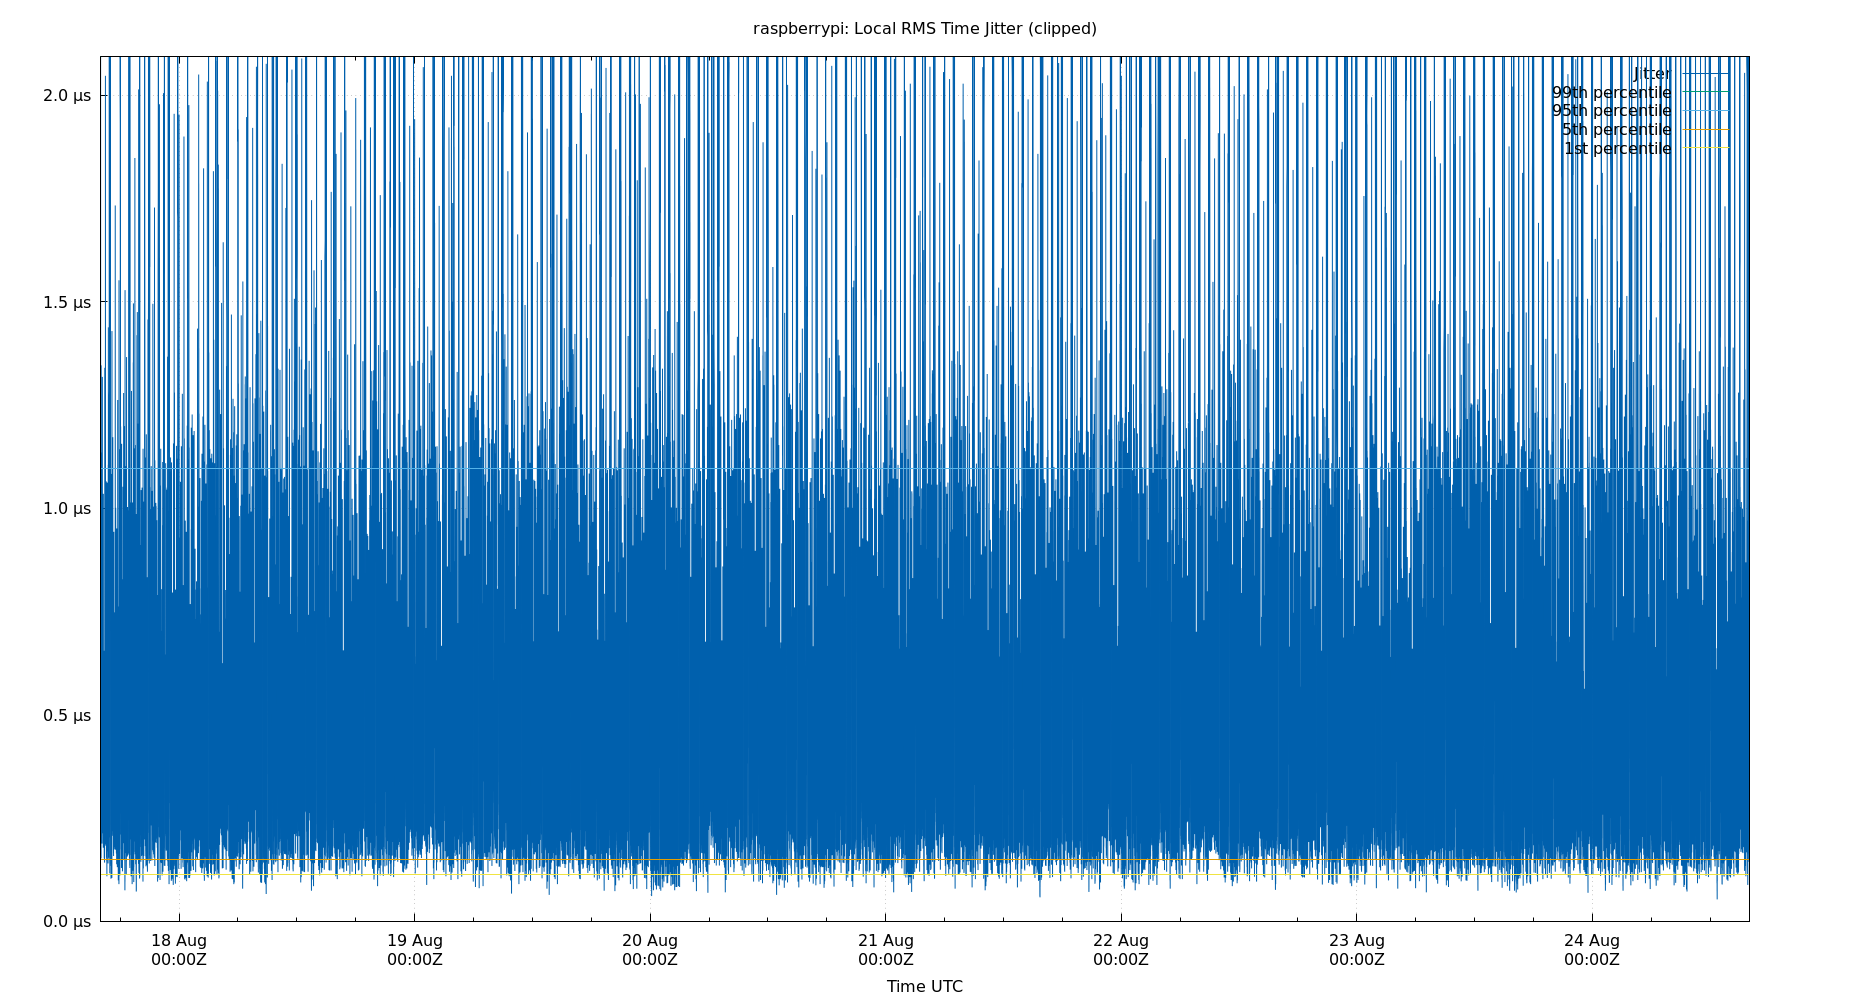 raspberrypi: Local RMS Time Jitter (clipped)
Jitter
99th percentile
95th percentile
5th percentile
1st percentile
2.0 µs
1.5 µs
1.0 µs
0.5 µs
0.0 µs
18 Aug 19 Aug 20 Aug 21 Aug 22 Aug 23 Aug 24 Aug
00:00Z 00:00Z 00:00Z 00:00Z 00:00Z 00:00Z 00:00Z
Time UTC